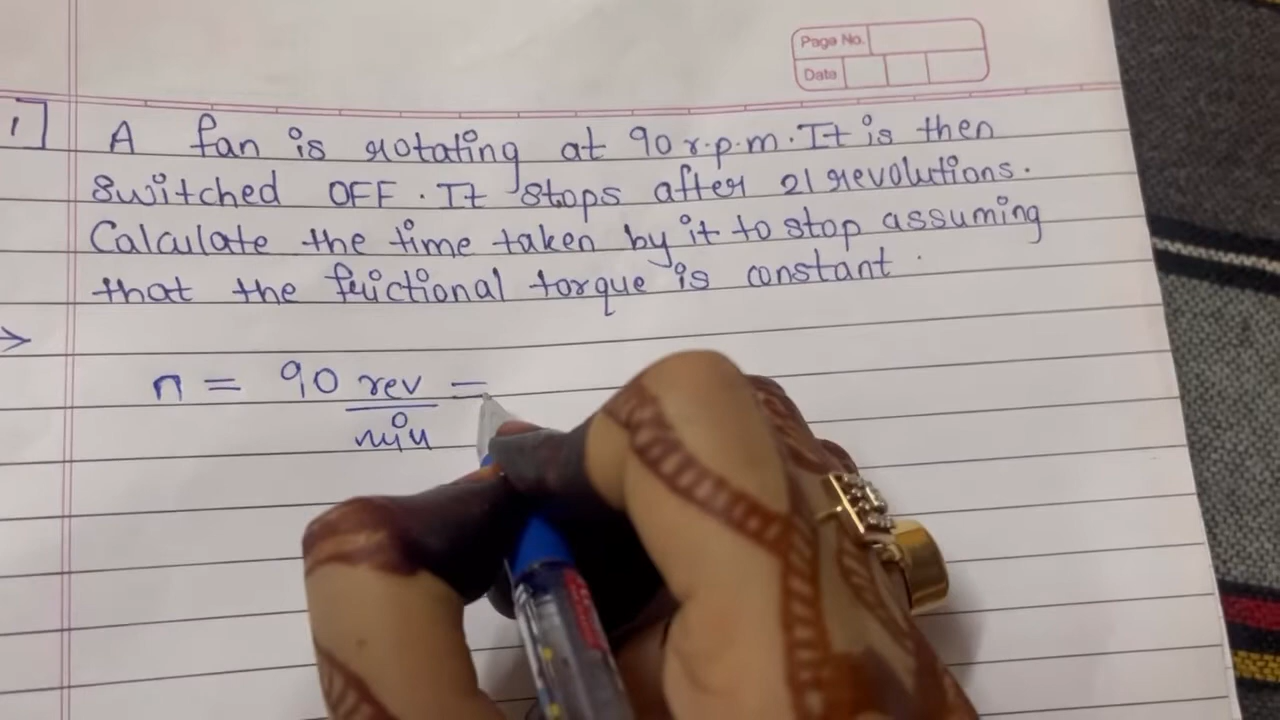 Page No.
Date
1]
A fan is rotating at 90 r.p.m. It is then
switched OFF. It stops after 21 revolutions.
Calculate the time taken by it to stop assuming
that the frictional torque is constant.
→
n = 90 rev =
min